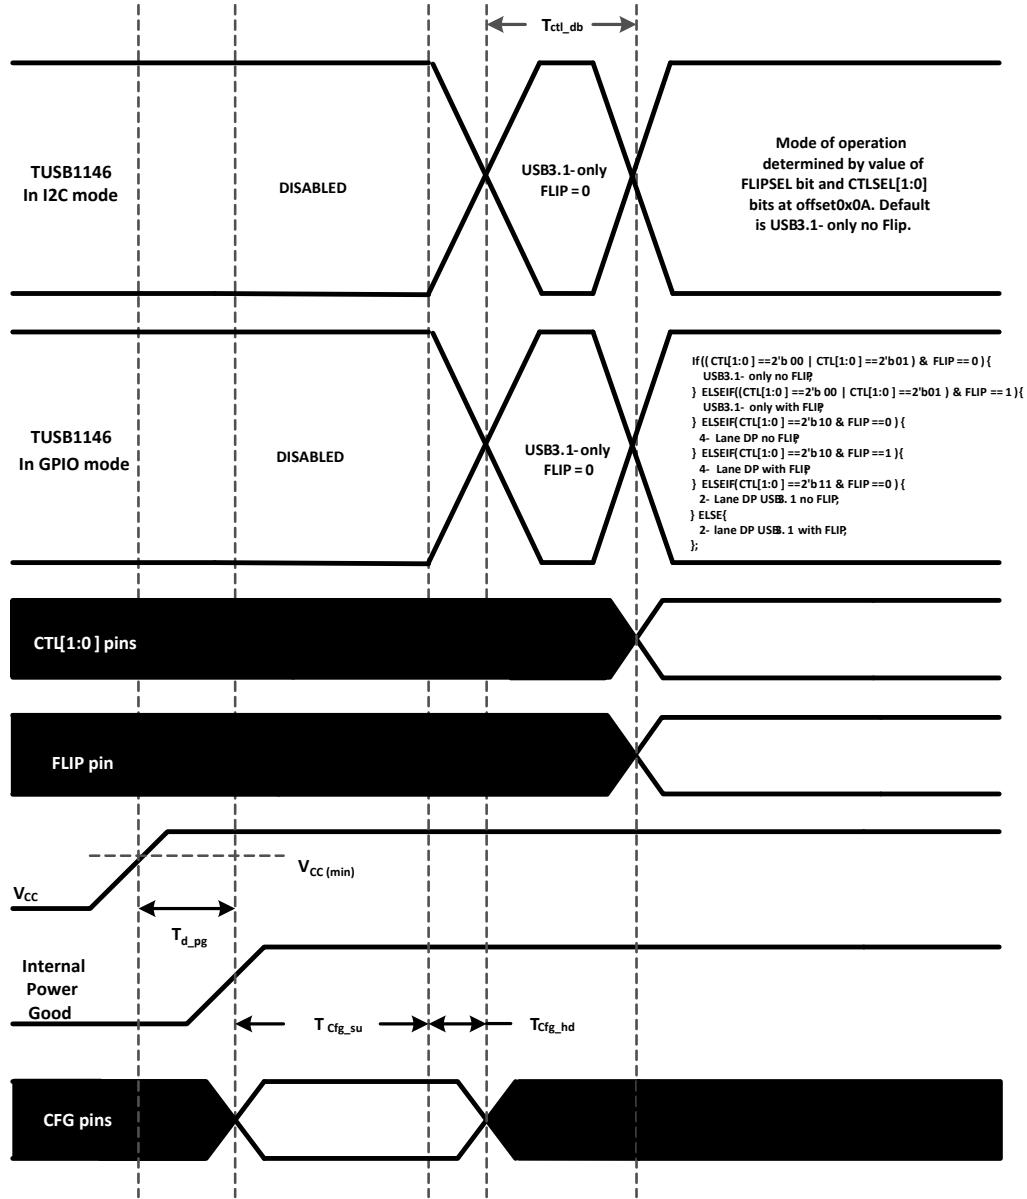 Tctl_db
TUSB1146
In I2C mode
DISABLED
USB3.1- only
FLIP = 0
Mode of operation
determined by value of
FLIPSEL bit and CTLSEL[1:0]
bits at offset0x0A. Default
is USB3.1- only no Flip.
TUSB1146
In GPIO mode
DISABLED
USB3.1- only
FLIP = 0
If(( CTL[1:0 ] ==2'b 00 | CTL[1:0 ] ==2'b01 ) & FLIP == 0 ) {
USB3.1- only no FLIP;
} ELSEIF((CTL[1:0 ] ==2'b 00 | CTL[1:0 ] ==2'b01 ) & FLIP == 1 ){
USB3.1- only with FLIP;
} ELSEIF(CTL[1:0 ] ==2'b 10 & FLIP ==0 ) {
4- Lane DP no FLIP;
} ELSEIF(CTL[1:0 ] ==2'b 10 & FLIP ==1 ){
4- Lane DP with FLIP;
} ELSEIF(CTL[1:0 ] ==2'b 11 & FLIP ==0 ) {
2- Lane DP USB3. 1 no FLIP;
} ELSE{
2- lane DP USB3. 1 with FLIP;
};
CTL[1:0 ] pins
FLIP pin
VCC
VCC (min)
Td_pg
Internal
Power
Good
T Cfg_su
TCfg_hd
CFG pins